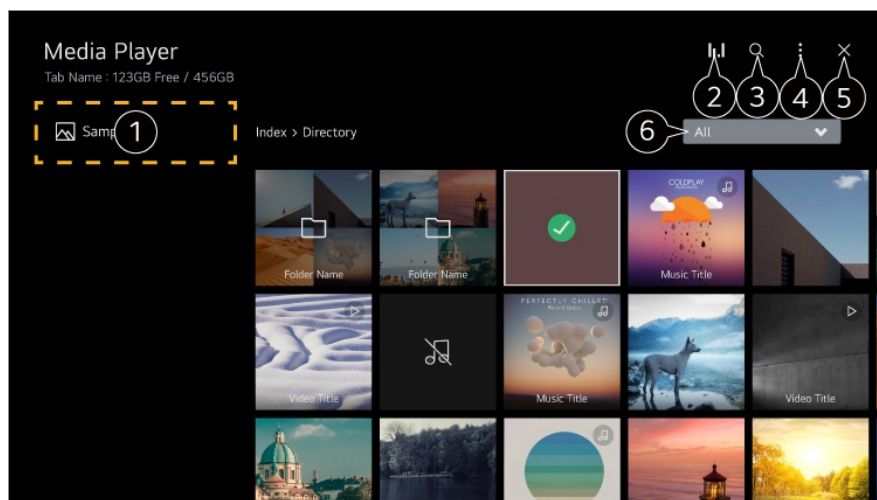 Media Player
Tab Name : 123GB Free / 456GB
2 3 4 5
1
Index > Directory
6
All
Folder Name
Folder Name
COLDPLAY
Music Title
Video Title
PERFECTLY CHILLED
Music Title
Video Title